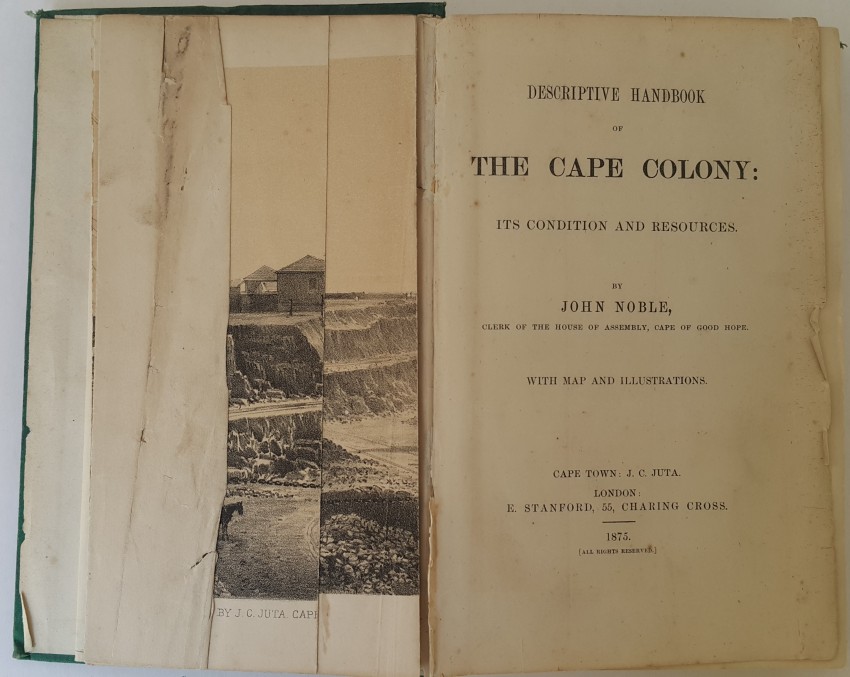 BY J. C. JUTA. CAP
DESCRIPTIVE HANDBOOK
OF
THE CAPE COLONY:
ITS CONDITION AND RESOURCES.
BY
JOHN NOBLE,
CLERK OF THE HOUSE OF ASSEMBLY, CAPE OF GOOD HOPE.
WITH MAP AND ILLUSTRATIONS.
CAPE TOWN: J. C. JUTA.
LONDON:
E. STANFORD, 55, CHARING CROSS.
1875.
[ALL RIGHTS RESERVED.]